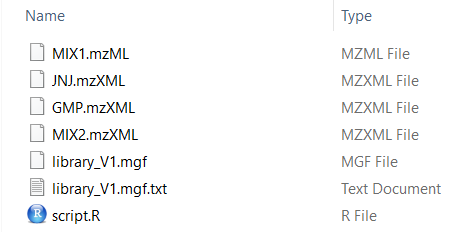 Name Type
MIX1.mzML MZML File
JNJ.mzXML MZXML File
GMP.mzXML MZXML File
MIX2.mzXML MZXML File
library_V1.mgf MGF File
library_V1.mgf.txt Text Document
script.R R File